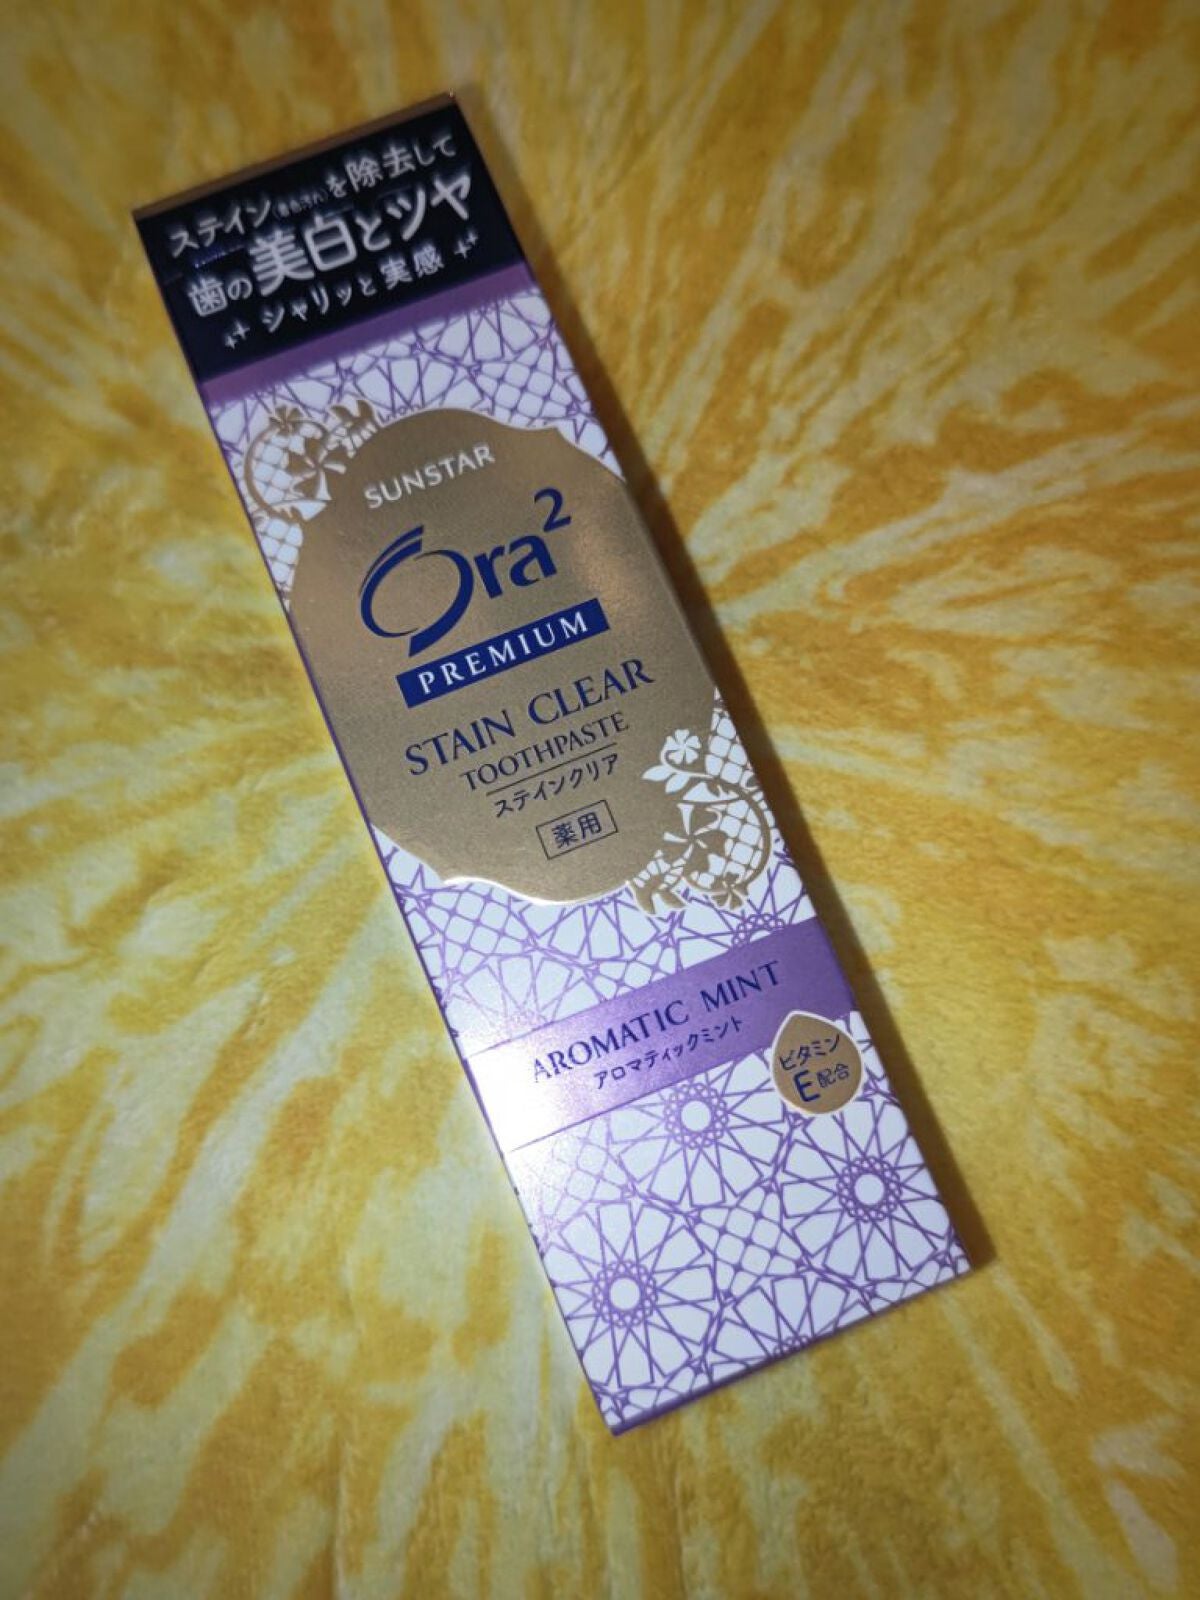 ステイン(着色汚れ)を除去して
歯の美白とツヤ
シャリッと実感
SUNSTAR
Ora²
PREMIUM
STAIN CLEAR
TOOTHPASTE
ステインクリア
薬用
AROMATIC MINT
アロマティックミント
ビタミン
E配合